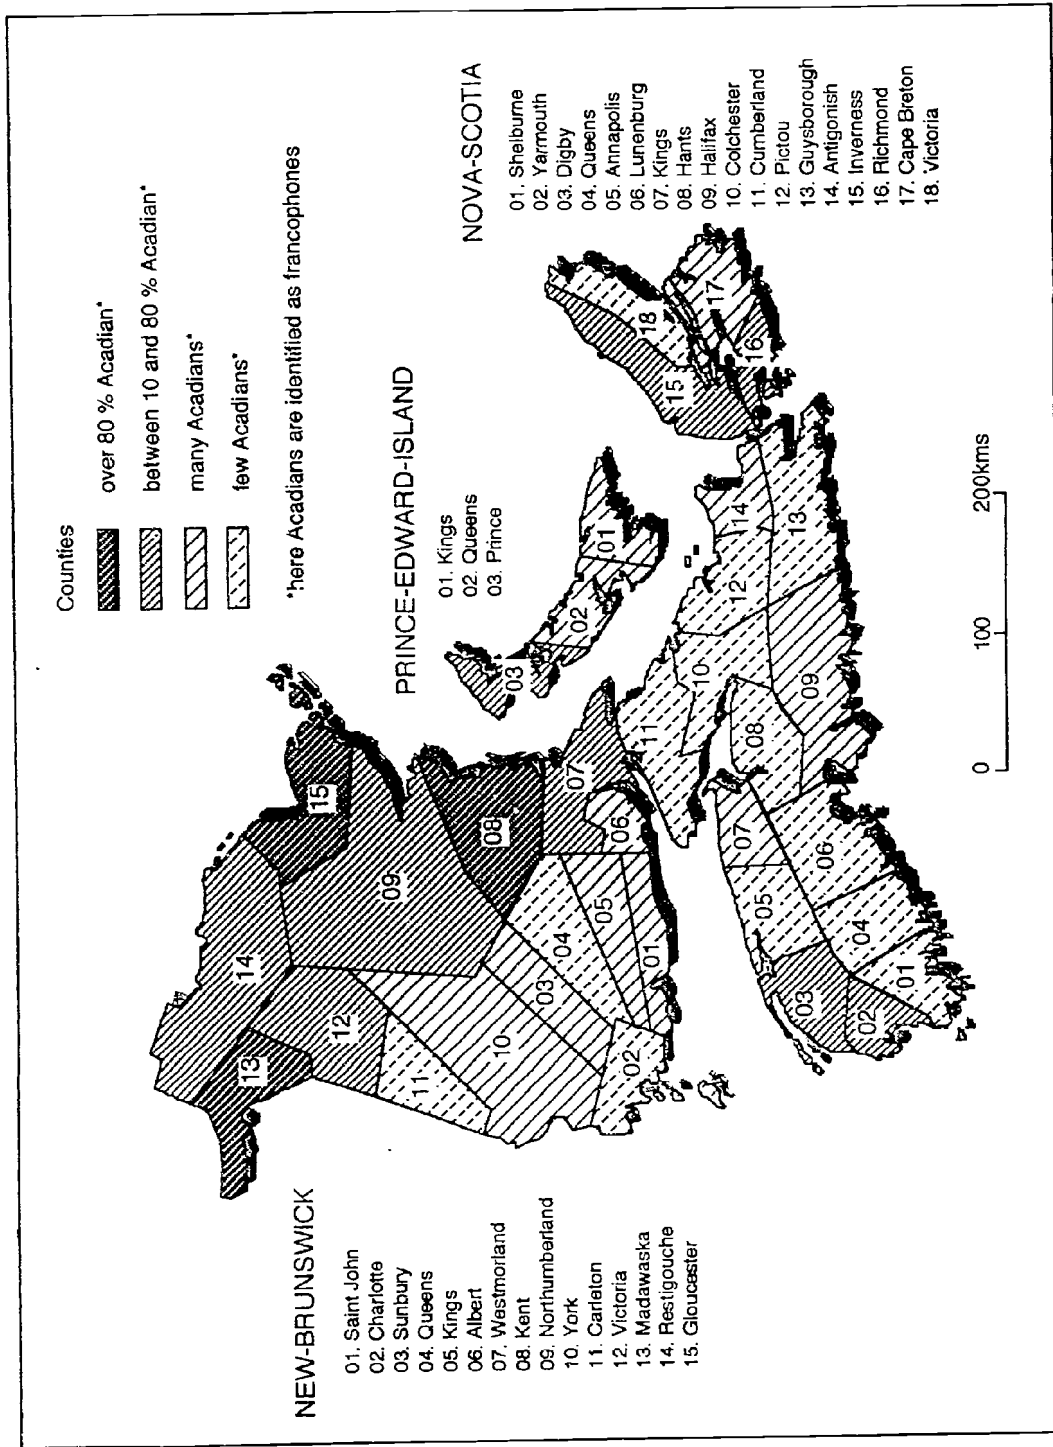 NEW-BRUNSWICK
01. Saint John
02. Charlotte
03. Sunbury
04. Queens
05. Kings
06. Albert
07. Westmorland
08. Kent
09. Northumberland
10. York
11. Carleton
12. Victoria
13. Madawaska
14. Restigouche
15. Gloucester
Counties
over 80 % Acadian*
between 10 and 80 % Acadian*
many Acadians*
few Acadians*
*here Acadians are identified as francophones
PRINCE-EDWARD-ISLAND
01. Kings
02. Queens
03. Prince
NOVA-SCOTIA
01. Shelburne
02. Yarmouth
03. Digby
04. Queens
05. Annapolis
06. Lunenburg
07. Kings
08. Hants
09. Halifax
10. Colchester
11. Cumberland
12. Pictou
13. Guysborough
14. Antigonish
15. Inverness
16. Richmond
17. Cape Breton
18. Victoria
13
14
15
12
09
11
08
10
03
04
05
07
06
01
02
03
02
01
15
18
17
16
11
10
12
14
13
08
09
07
05
06
03
04
02
01
0
100
200kms